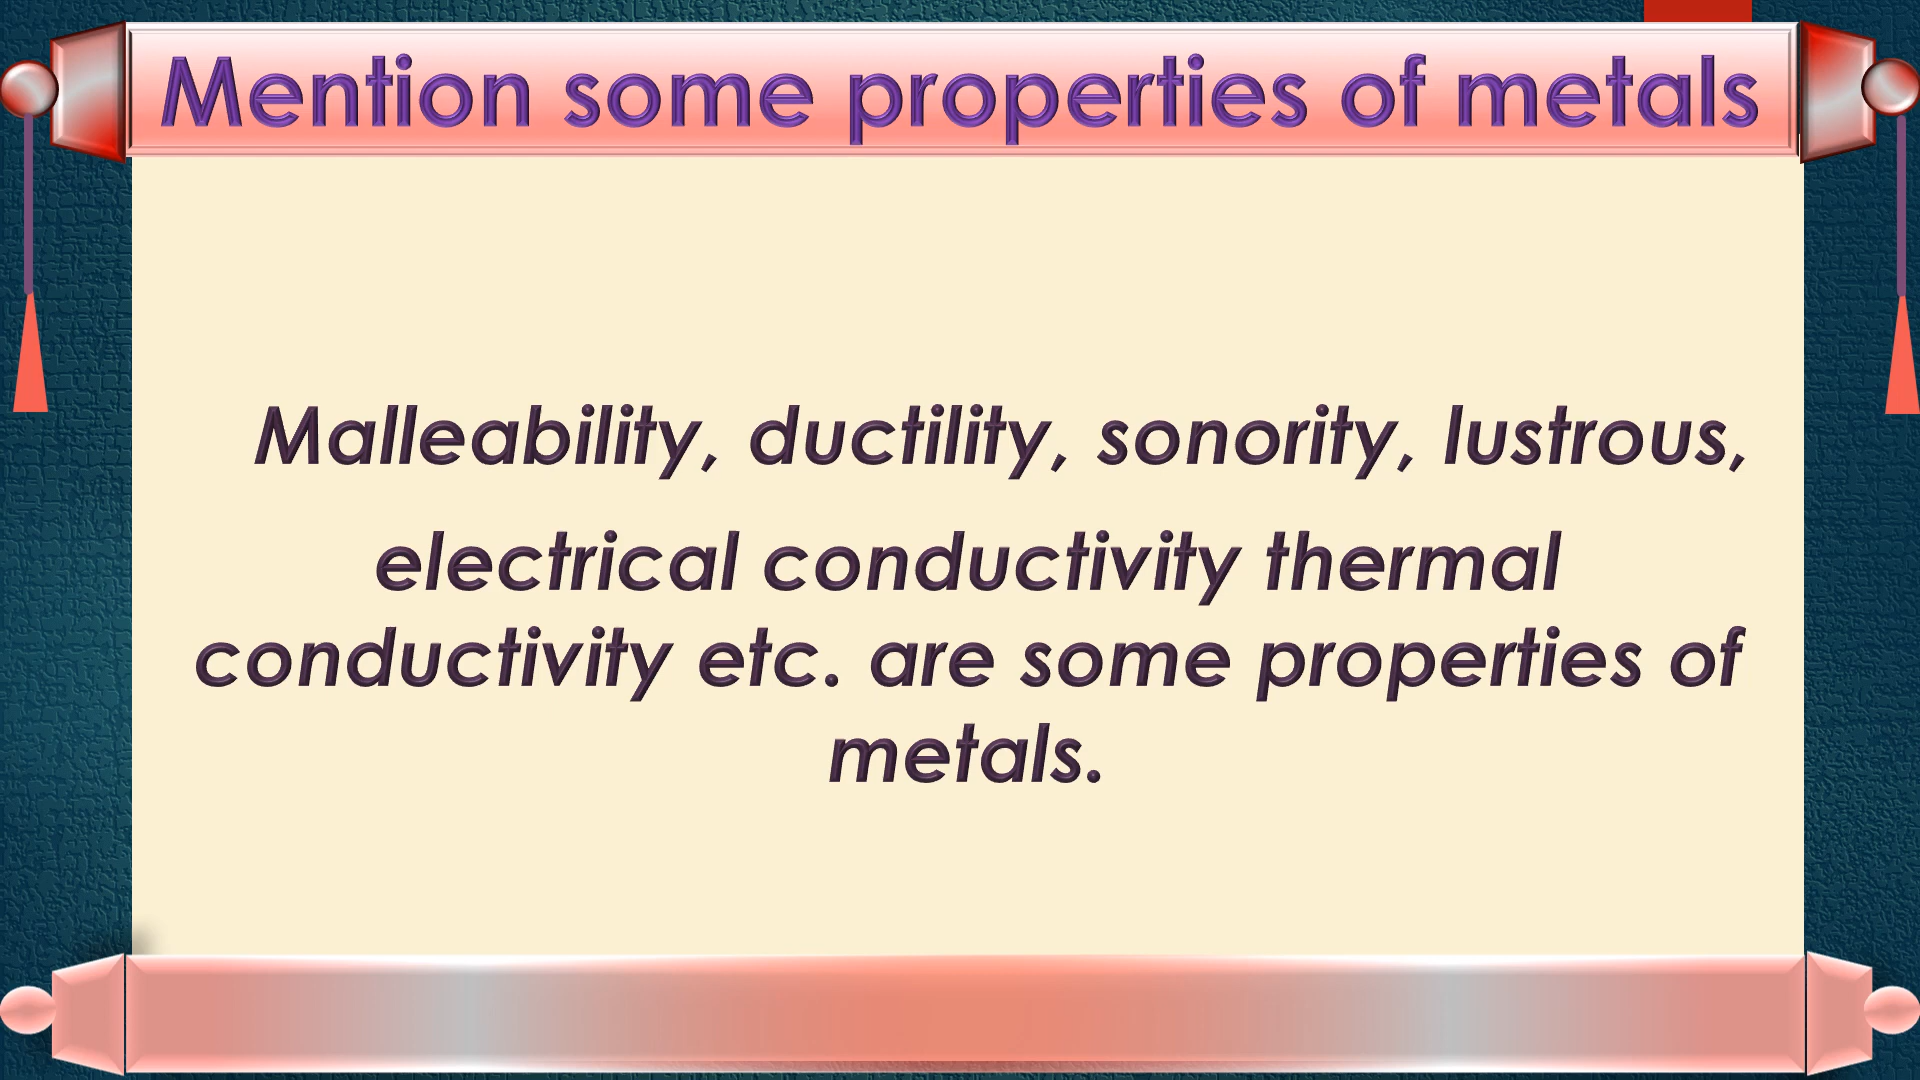 Mention some properties of metals
Malleability, ductility, sonority, lustrous,
electrical conductivity thermal
conductivity etc. are some properties of
metals.